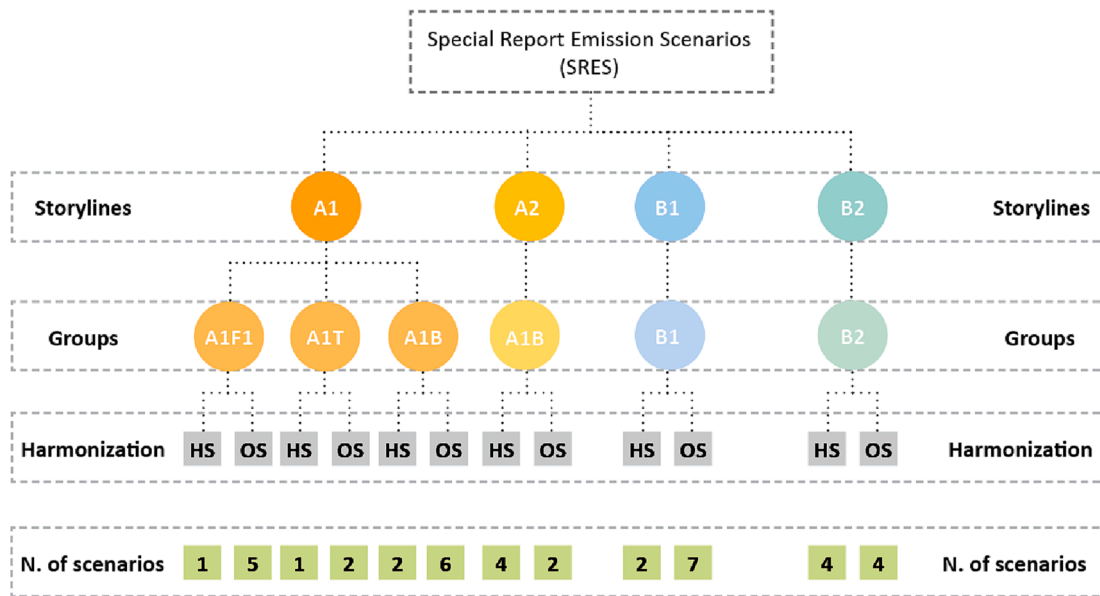 Special Report Emission Scenarios
(SRES)
Storylines A1 A2 B1 B2 Storylines
Groups A1F1 A1T A1B A1B B1 B2 Groups
Harmonization HS OS HS OS HS OS HS OS HS OS HS OS Harmonization
N. of scenarios 1 5 1 2 2 6 4 2 2 7 4 4 N. of scenarios